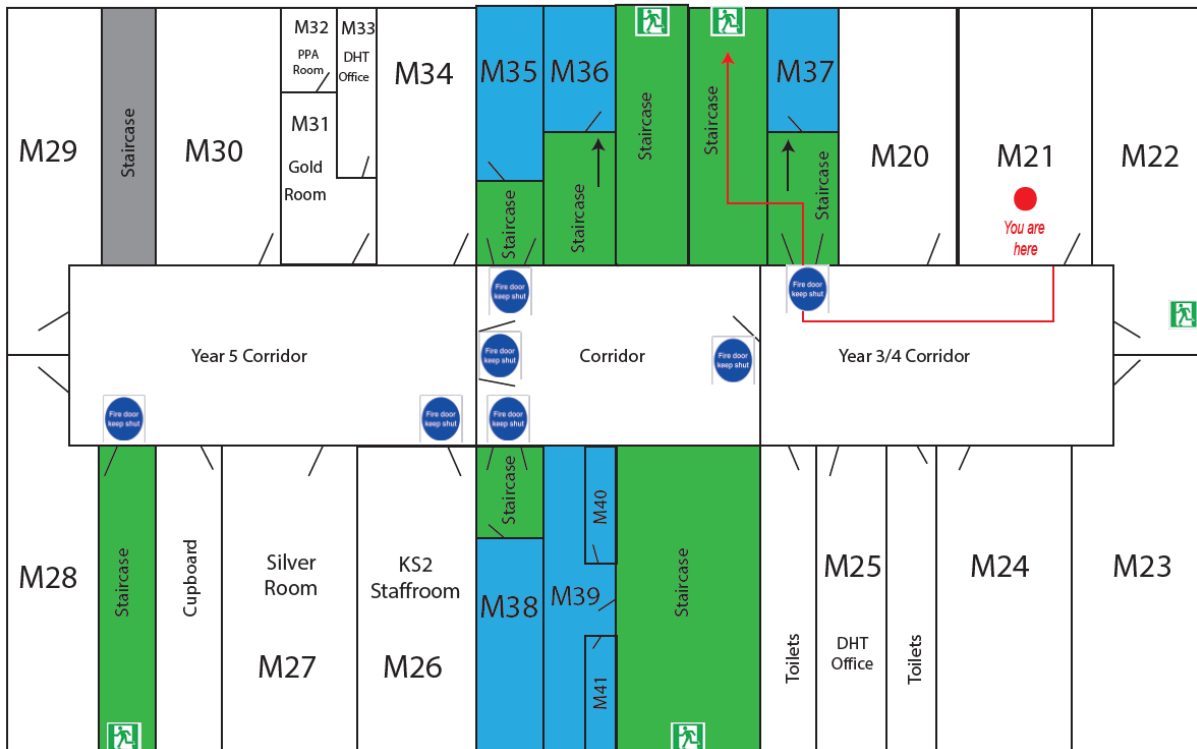 M29
Staircase
M30
M32
PPA
Room
M33
DHT
Office
M31
Gold
Room
M34
M35
Staircase
M36
Staircase
Staircase
Staircase
M37
Staircase
M20
M21
You are
here
M22
Fire door
keep shut
Fire door
keep shut
Year 5 Corridor
Fire door
keep shut
Corridor
Fire door
keep shut
Year 3/4 Corridor
Fire door
keep shut
Fire door
keep shut
Fire door
keep shut
M28
Staircase
Cupboard
Silver
Room
M27
KS2
Staffroom
M26
Staircase
M38
M39
M40
M41
Staircase
Toilets
M25
DHT
Office
Toilets
M24
M23